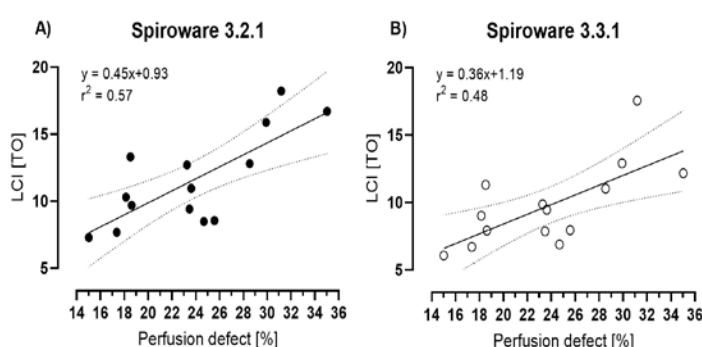 A)
Spiroware 3.2.1
y = 0.45x+0.93
r² = 0.57
20
15
10
5
LCI [TO]
14 16 18 20 22 24 26 28 30 32 34 36
Perfusion defect [%]
B)
Spiroware 3.3.1
y = 0.36x+1.19
r² = 0.48
20
15
10
5
LCI [TO]
14 16 18 20 22 24 26 28 30 32 34 36
Perfusion defect [%]